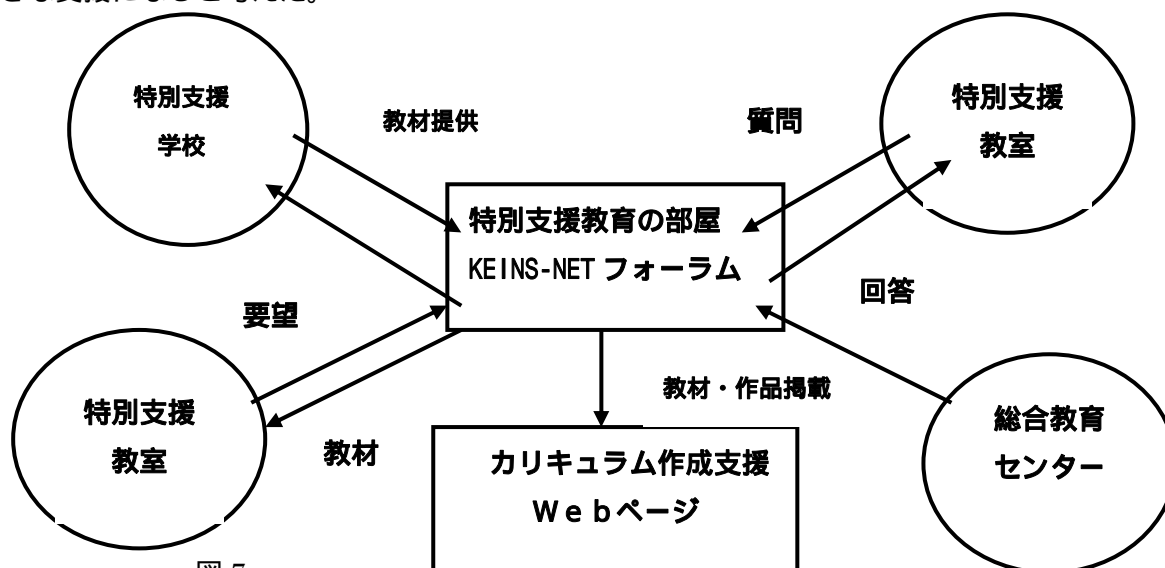 特別支援
学校
教材提供
質問
特別支援
教室
特別支援教育の部屋
KEINS-NET フォーラム
要望
回答
教材・作品掲載
特別支援
教室
教材
カリキュラム作成支援
Ｗｅｂページ
総合教育
センター